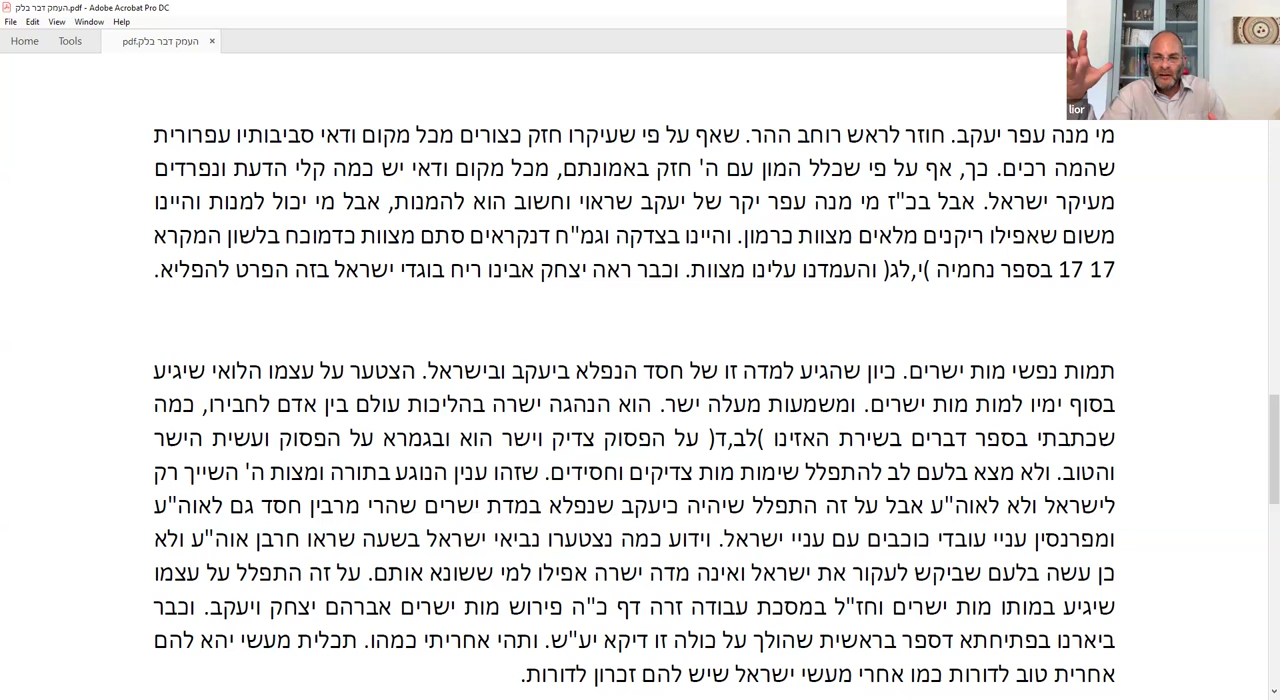 העמק דבר בלק.pdf - Adobe Acrobat Pro DC
File Edit View Window Help
Home Tools העמק דבר בלק.pdf ×
lior
מי מנה עפר יעקב. חוזר לראש רוחב ההר. שאף על פי שעיקרו חזק כצורים מכל מקום ודאי סביבותיו עפרורית
שהמה רכים. כך, אף על פי שכלל המון עם ה' חזק באמונתם, מכל מקום ודאי יש כמה קלי הדעת ונפרדים
מעיקר ישראל. אבל בכ"ז מי מנה עפר יקר של יעקב שראוי וחשוב הוא להמנות, אבל מי יכול למנות והיינו
משום שאפילו ריקנים מלאים מצוות כרמון. והיינו בצדקה וגמ"ח דנקראים סתם מצוות כדמוכח בלשון המקרא
17 17 בספר נחמיה )י,לג( והעמדנו עלינו מצוות. וכבר ראה יצחק אבינו ריח בוגדי ישראל בזה הפרט להפליא.
תמות נפשי מות ישרים. כיון שהגיע למדה זו של חסד הנפלא ביעקב ובישראל. הצטער על עצמו הלואי שיגיע
בסוף ימיו למות מות ישרים. ומשמעות מעלה ישר. הוא הנהגה ישרה בהליכות עולם בין אדם לחבירו, כמה
שכתבתי בספר דברים בשירת האזינו )לב,ד( על הפסוק צדיק וישר הוא ובגמרא על הפסוק ועשית הישר
והטוב. ולא מצא בלעם לב להתפלל שימות מות צדיקים וחסידים. שזהו ענין הנוגע בתורה ומצות ה' השייך רק
לישראל ולא לאוה"ע אבל על זה התפלל שיהיה כיעקב שנפלא במדת ישרים שהרי מרבין חסד גם לאוה"ע
ומפרנסין עניי עובדי כוכבים עם עניי ישראל. וידוע כמה נצטערו נביאי ישראל בשעה שראו חרבן אוה"ע ולא
כן עשה בלעם שביקש לעקור את ישראל ואינה מדה ישרה אפילו למי ששונא אותם. על זה התפלל על עצמו
שיגיע במותו מות ישרים וחז"ל במסכת עבודה זרה דף כ"ה פירוש מות ישרים אברהם יצחק ויעקב. וכבר
ביארנו בפתיחתא דספר בראשית שהולך על כולה זו דיקא יע"ש. ותהי אחריתי כמהו. תכלית מעשי יהא להם
אחרית טוב לדורות כמו אחרי מעשי ישראל שיש להם זכרון לדורות.